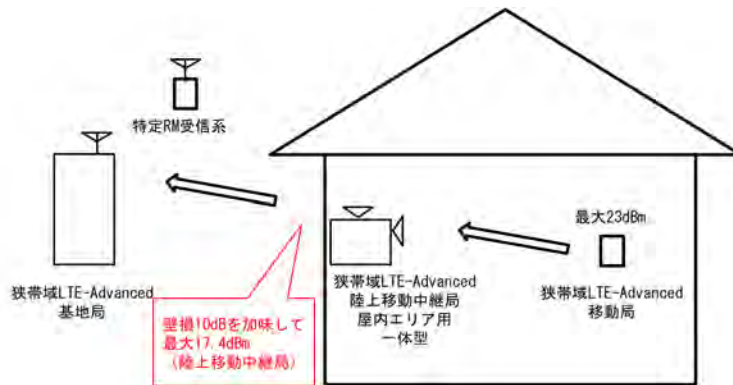 特定RM受信系
最大23dBm
狭帯域LTE-Advanced
基地局
狭帯域LTE-Advanced
陸上移動中継局
屋内エリア用
一体型
狭帯域LTE-Advanced
移動局
壁損10dBを加味して
最大17.4dBm
（陸上移動中継局）